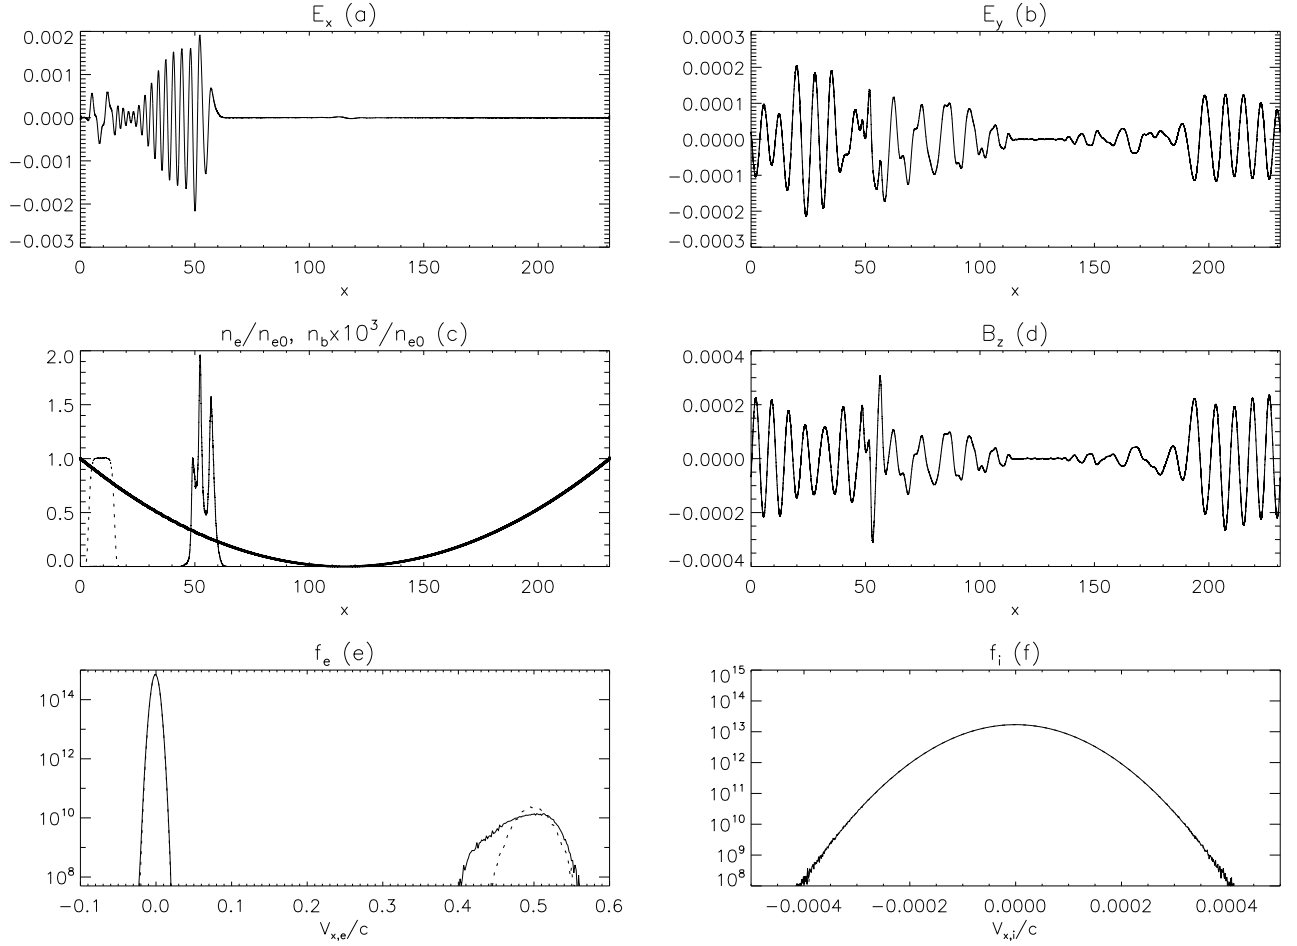 E_x (a)
0.002
0.001
0.000
−0.001
−0.002
−0.003
0 50 100 150 200
x
E_y (b)
0.0003
0.0002
0.0001
0.0000
−0.0001
−0.0002
−0.0003
0 50 100 150 200
x
n_e/n_e0, n_bx10^3/n_e0 (c)
2.0
1.5
1.0
0.5
0.0
0 50 100 150 200
x
B_z (d)
0.0004
0.0002
0.0000
−0.0002
−0.0004
0 50 100 150 200
x
f_e (e)
10^14
10^12
10^10
10^8
−0.1 0.0 0.1 0.2 0.3 0.4 0.5 0.6
V_x,e/c
f_i (f)
10^15
10^14
10^13
10^12
10^11
10^10
10^9
10^8
−0.0004 −0.0002 0.0000 0.0002 0.0004
V_x,i/c